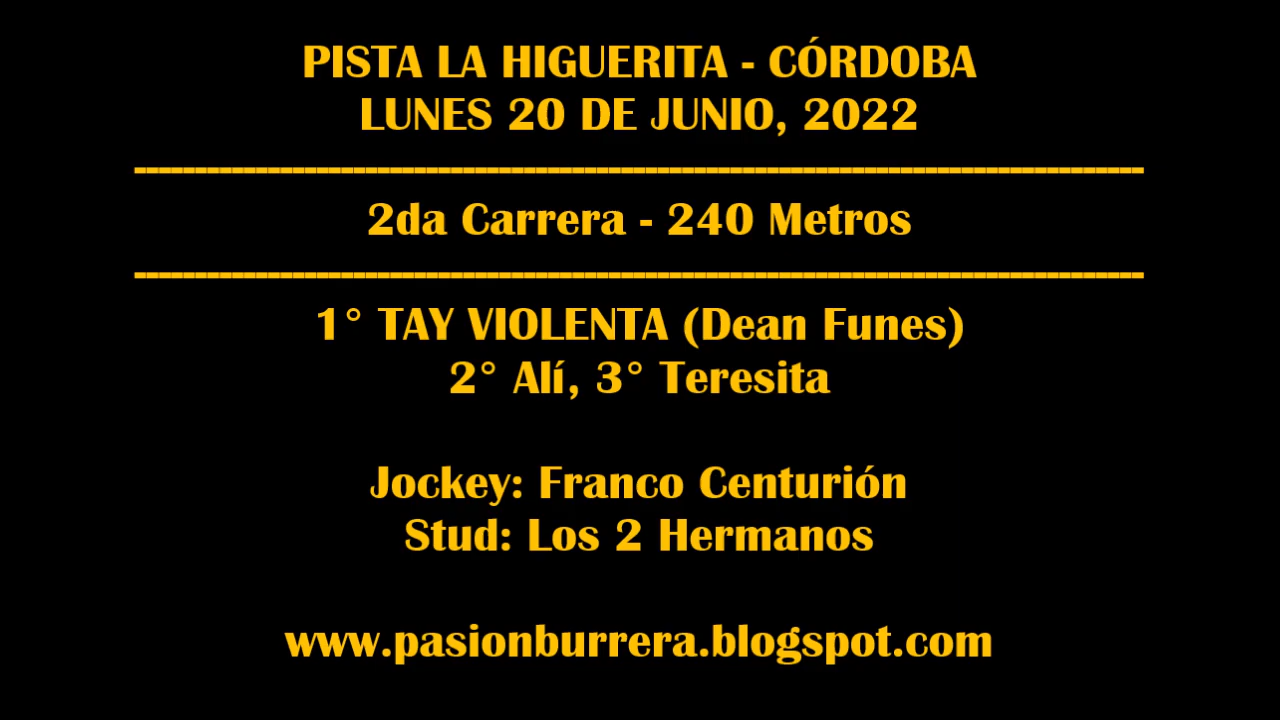 PISTA LA HIGUERITA - CÓRDOBA
LUNES 20 DE JUNIO, 2022
------------------------------------------------------------------------------------
2da Carrera - 240 Metros
------------------------------------------------------------------------------------
1° TAY VIOLENTA (Dean Funes)
2° Alí, 3° Teresita
Jockey: Franco Centurión
Stud: Los 2 Hermanos
www.pasionburrera.blogspot.com